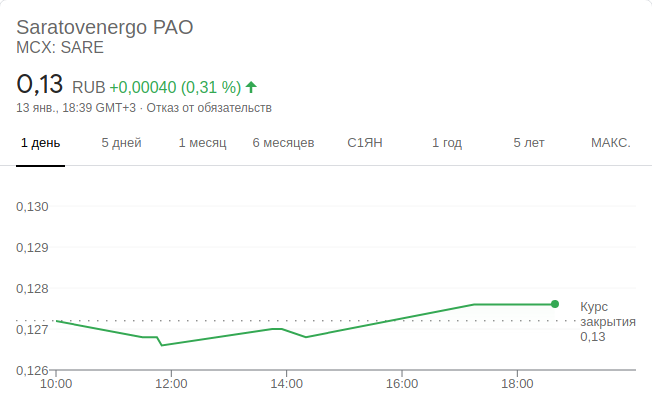 Saratovenergo PAO
MCX: SARE
0,13 RUB +0,00040 (0,31 %)
13 янв., 18:39 GMT+3 · Отказ от обязательств
1 день 5 дней 1 месяц 6 месяцев С1ЯН 1 год 5 лет МАКС.
0,130
0,129
0,128
0,127
0,126
Курс
закрытия
0,13
10:00 12:00 14:00 16:00 18:00